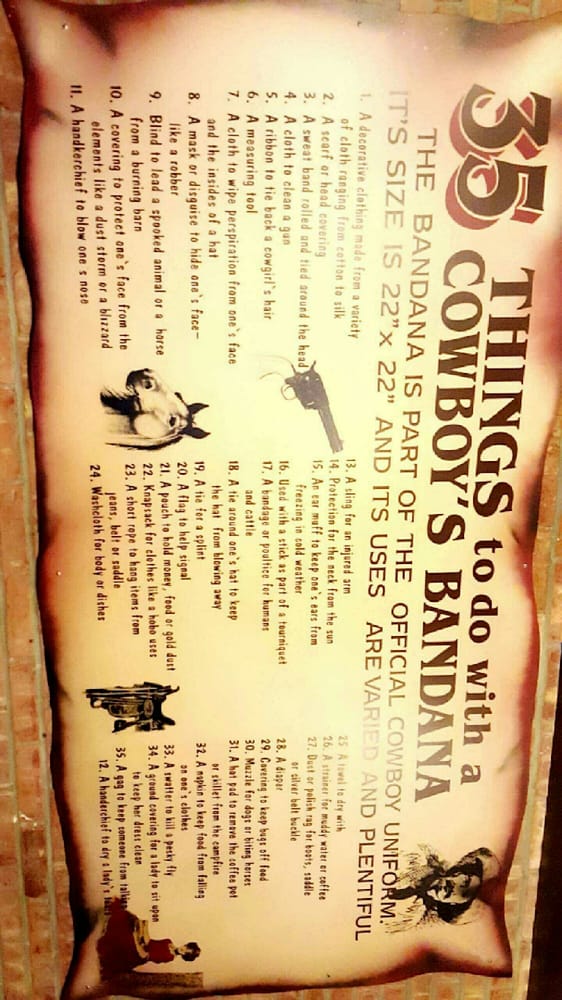 35 THINGS to do with a
COWBOY'S BANDANA
THE BANDANA IS PART OF THE OFFICIAL COWBOY UNIFORM.
IT'S SIZE IS 22"x 22" AND ITS USES ARE VARIED AND PLENTIFUL
1. A decorative clothing made from a variety
of cloth ranging from cotton to silk
2. A scarf or head covering
3. A sweat band rolled and tied around the head
4. A cloth to clean a gun
5. A ribbon to tie back a cowgirl's hair
6. A measuring tool
7. A cloth to wipe perspiration from one's face
and the insides of a hat
8. A mask or disguise to hide one's face–
like a robber
9. Blind to lead a spooked animal or a horse
from a burning barn
10. A covering to protect one's face from the
elements like a dust storm or a blizzard
11. A handkerchief to blow one's nose
13. A sling for an injured arm
14. Protection for the neck from the sun
15. An ear muff to keep one's ears from
freezing in cold weather
16. Used with a stick as part of a tourniquet
17. A bandage or poultice for humans
and cattle
18. A tie around one's hat to keep
the hat from blowing away
19. A tie for a splint
20. A flag to help signal
21. A pouch to hold money, food or gold dust
22. Knapsack for clothes like a hobo uses
23. A short rope to hang items from
jeans, belt or saddle
24. Washcloth for body or dishes
25 A towel to dry with
26. A strainer for muddy water or coffee
27. Dust or polish rag for boots, saddle
or silver belt buckle
28. A diaper
29. Covering to keep bugs off food
30. Muzzle for dogs or biting horses
31. A hot pad to remove the coffee pot
or skillet from the campfire
32. A napkin to keep food from falling
on one's clothes
33. A swatter to kill a pesky fly
34. A ground covering for a lady to sit upon
to keep her dress clean
35. A gag to keep someone from talking
12. A handerchief to dry a lady's tears